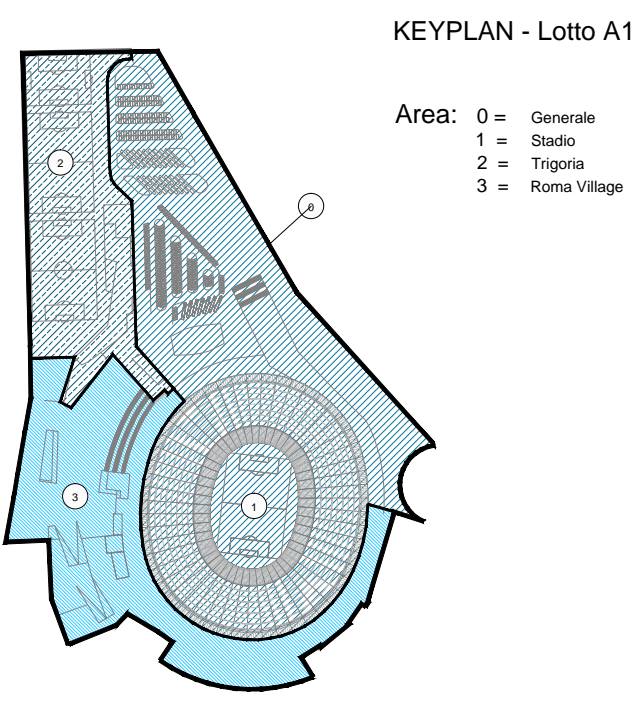 KEYPLAN - Lotto A1
Area: 0 = Generale
1 = Stadio
2 = Trigoria
3 = Roma Village
2
0
3
1